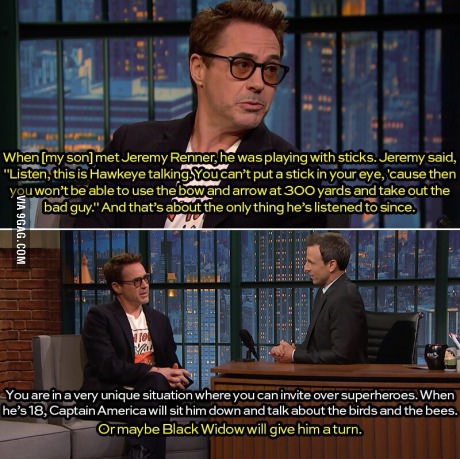 When [my son] met Jeremy Renner, he was playing with sticks. Jeremy said,
"Listen, this is Hawkeye talking. You can't put a stick in your eye, 'cause then
you won't be able to use the bow and arrow at 300 yards and take out the
bad guy." And that's about the only thing he's listened to since.
VIA 9GAG.COM
You are in a very unique situation where you can invite over superheroes. When
he's 18, Captain America will sit him down and talk about the birds and the bees.
Or maybe Black Widow will give him a turn.